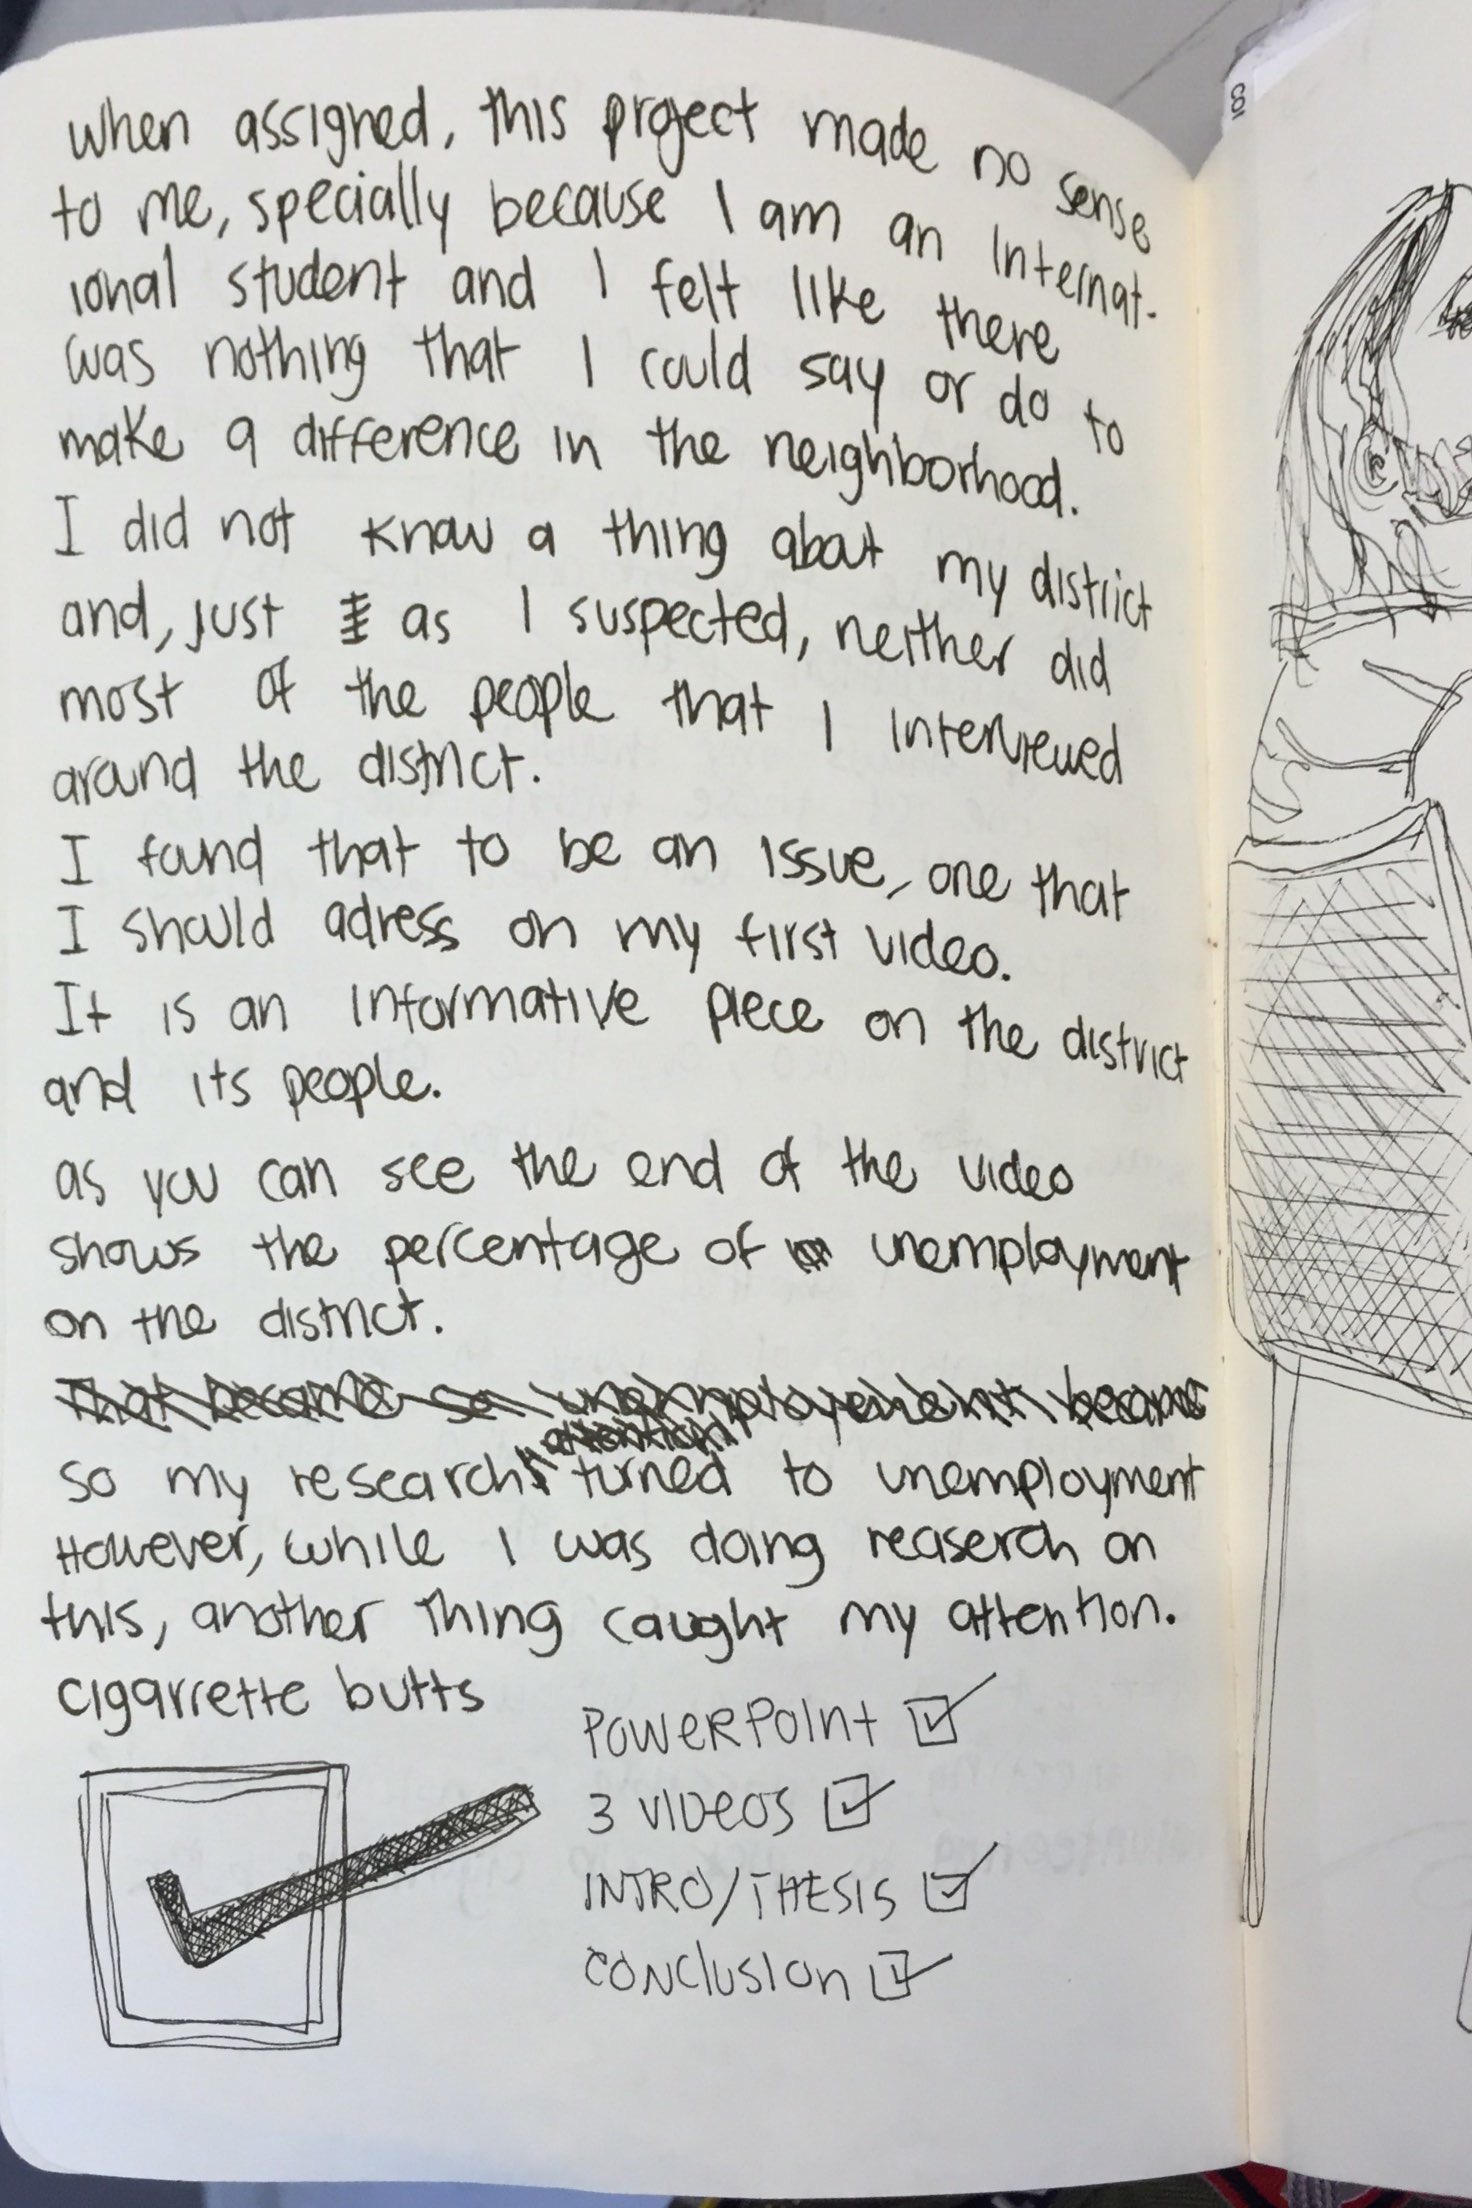 when assigned, this project made no sense
to me, specially because I am an Internat-
ional student and I felt like there
was nothing that I could say or do to
make a difference in the neighborhood.
I did not know a thing about my district
and, just as I suspected, neither did
most of the people that I interviewed
around the district.
I found that to be an issue, one that
I should adress on my first video.
It is an informative piece on the district
and its people.
as you can see the end of the video
shows the percentage of unemployment
on the district.
That became so unemployement became
attention
so my research turned to unemployment
However, while I was doing reaserch on
this, another thing caught my attention.
cigarrette butts
POWERPOINT
3 VIDEOS
INTRO/THESIS
CONClUSION